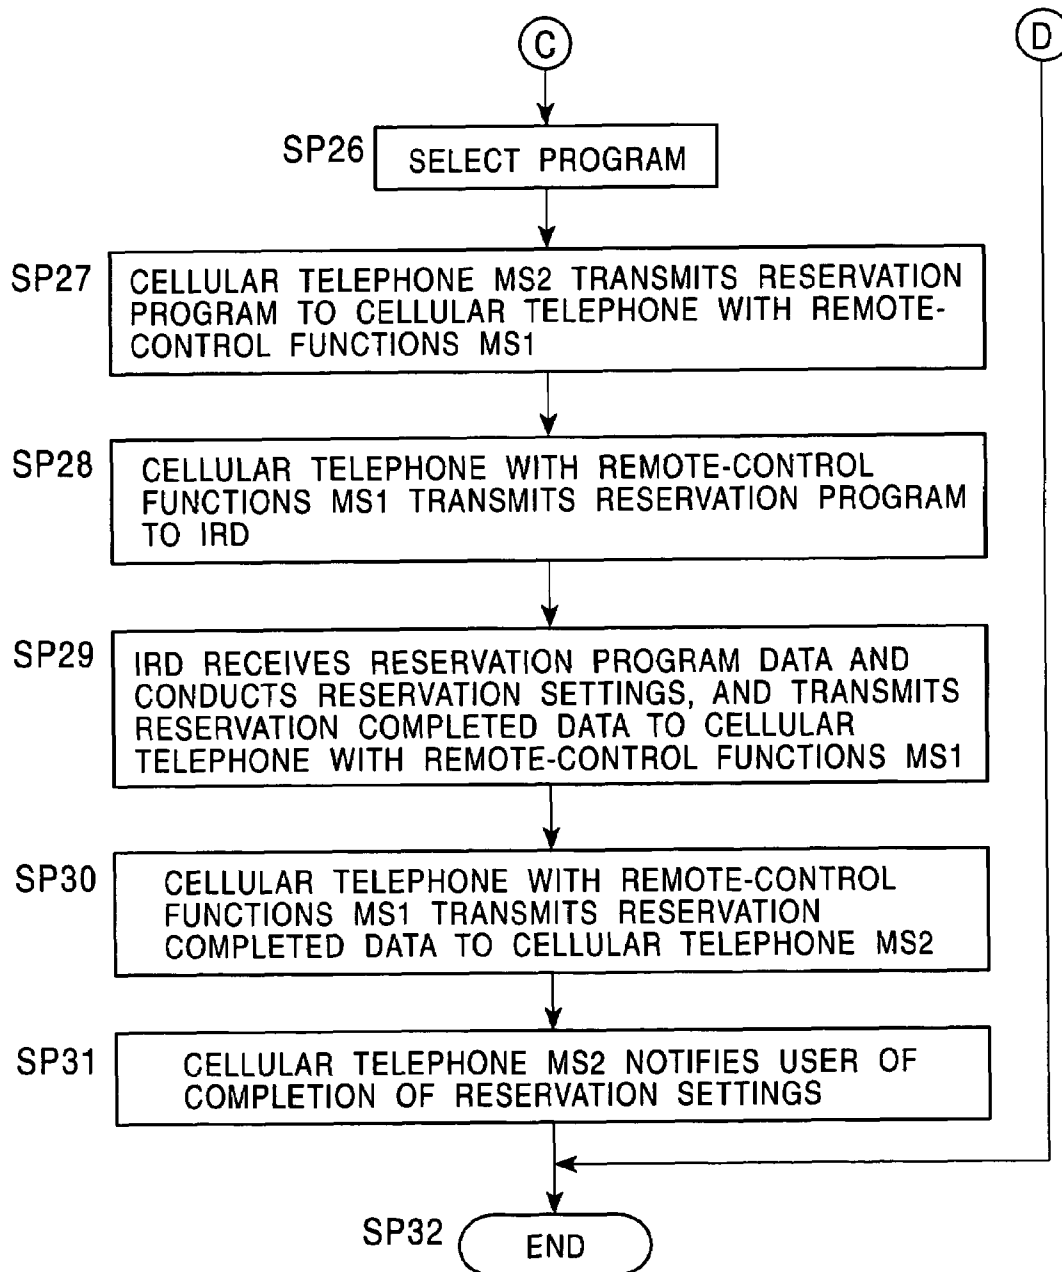 C
D
SP26
SELECT PROGRAM
SP27
CELLULAR TELEPHONE MS2 TRANSMITS RESERVATION
PROGRAM TO CELLULAR TELEPHONE WITH REMOTE-
CONTROL FUNCTIONS MS1
SP28
CELLULAR TELEPHONE WITH REMOTE-CONTROL
FUNCTIONS MS1 TRANSMITS RESERVATION PROGRAM
TO IRD
SP29
IRD RECEIVES RESERVATION PROGRAM DATA AND
CONDUCTS RESERVATION SETTINGS, AND TRANSMITS
RESERVATION COMPLETED DATA TO CELLULAR
TELEPHONE WITH REMOTE-CONTROL FUNCTIONS MS1
SP30
CELLULAR TELEPHONE WITH REMOTE-CONTROL
FUNCTIONS MS1 TRANSMITS RESERVATION
COMPLETED DATA TO CELLULAR TELEPHONE MS2
SP31
CELLULAR TELEPHONE MS2 NOTIFIES USER OF
COMPLETION OF RESERVATION SETTINGS
SP32
END